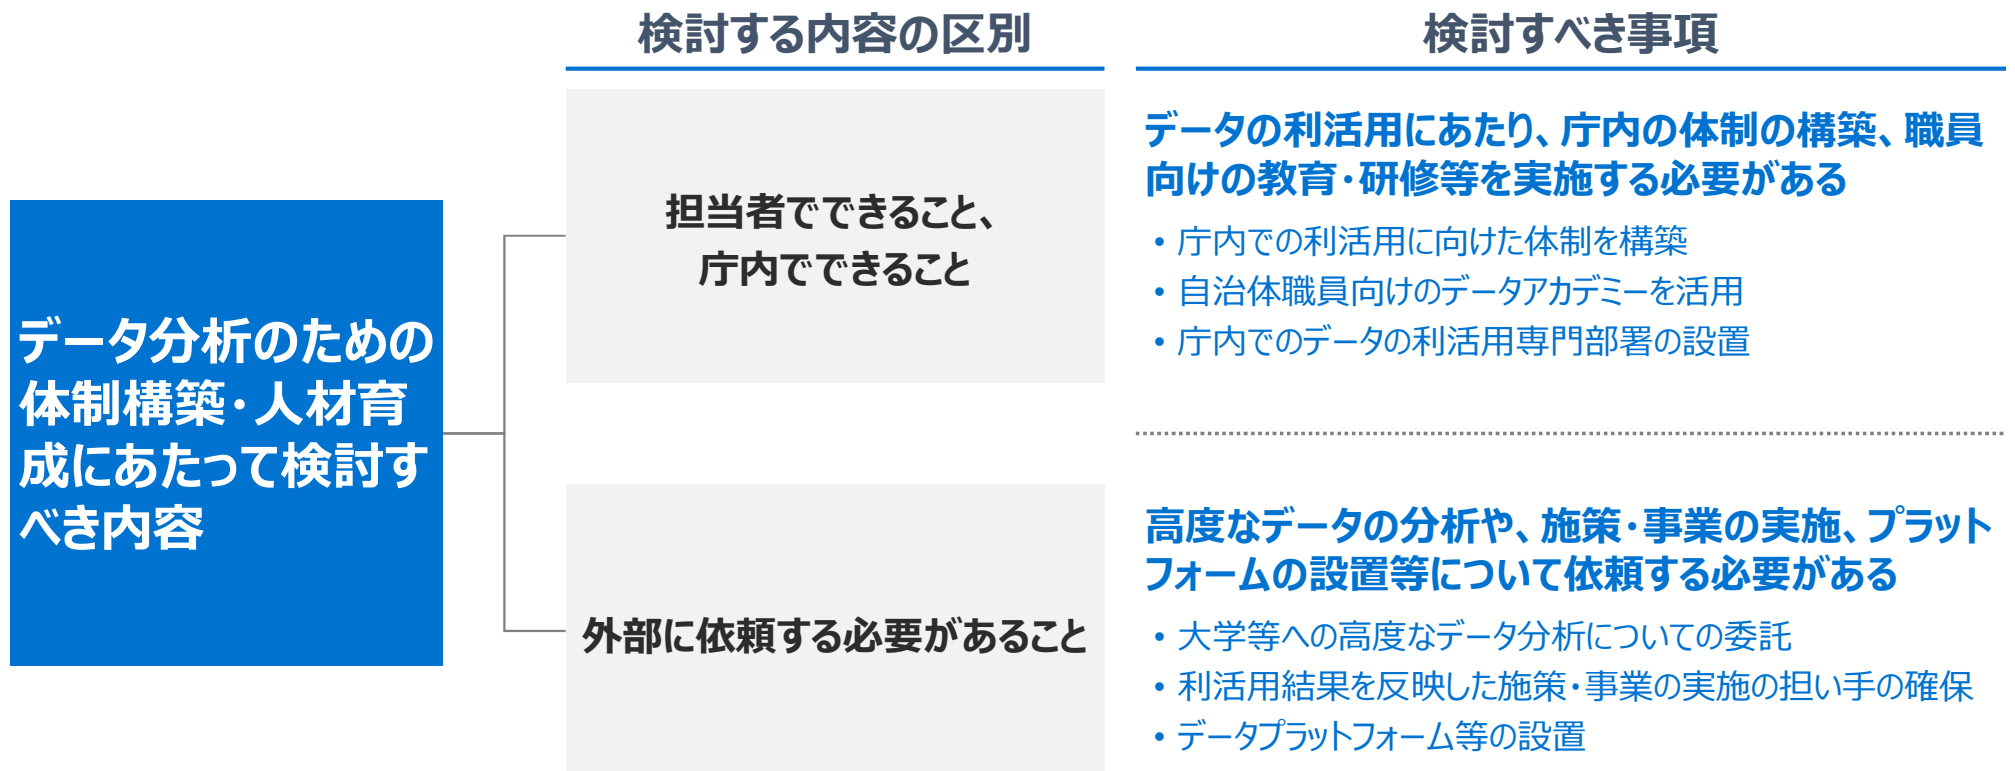 検討する内容の区別
検討すべき事項
データ分析のための
体制構築・人材育
成にあたって検討す
べき内容
担当者でできること、
庁内でできること
データの利活用にあたり、庁内の体制の構築、職員
向けの教育・研修等を実施する必要がある
• 庁内での利活用に向けた体制を構築
• 自治体職員向けのデータアカデミーを活用
• 庁内でのデータの利活用専門部署の設置
外部に依頼する必要があること
高度なデータの分析や、施策・事業の実施、プラット
フォームの設置等について依頼する必要がある
• 大学等への高度なデータ分析についての委託
• 利活用結果を反映した施策・事業の実施の担い手の確保
• データプラットフォーム等の設置